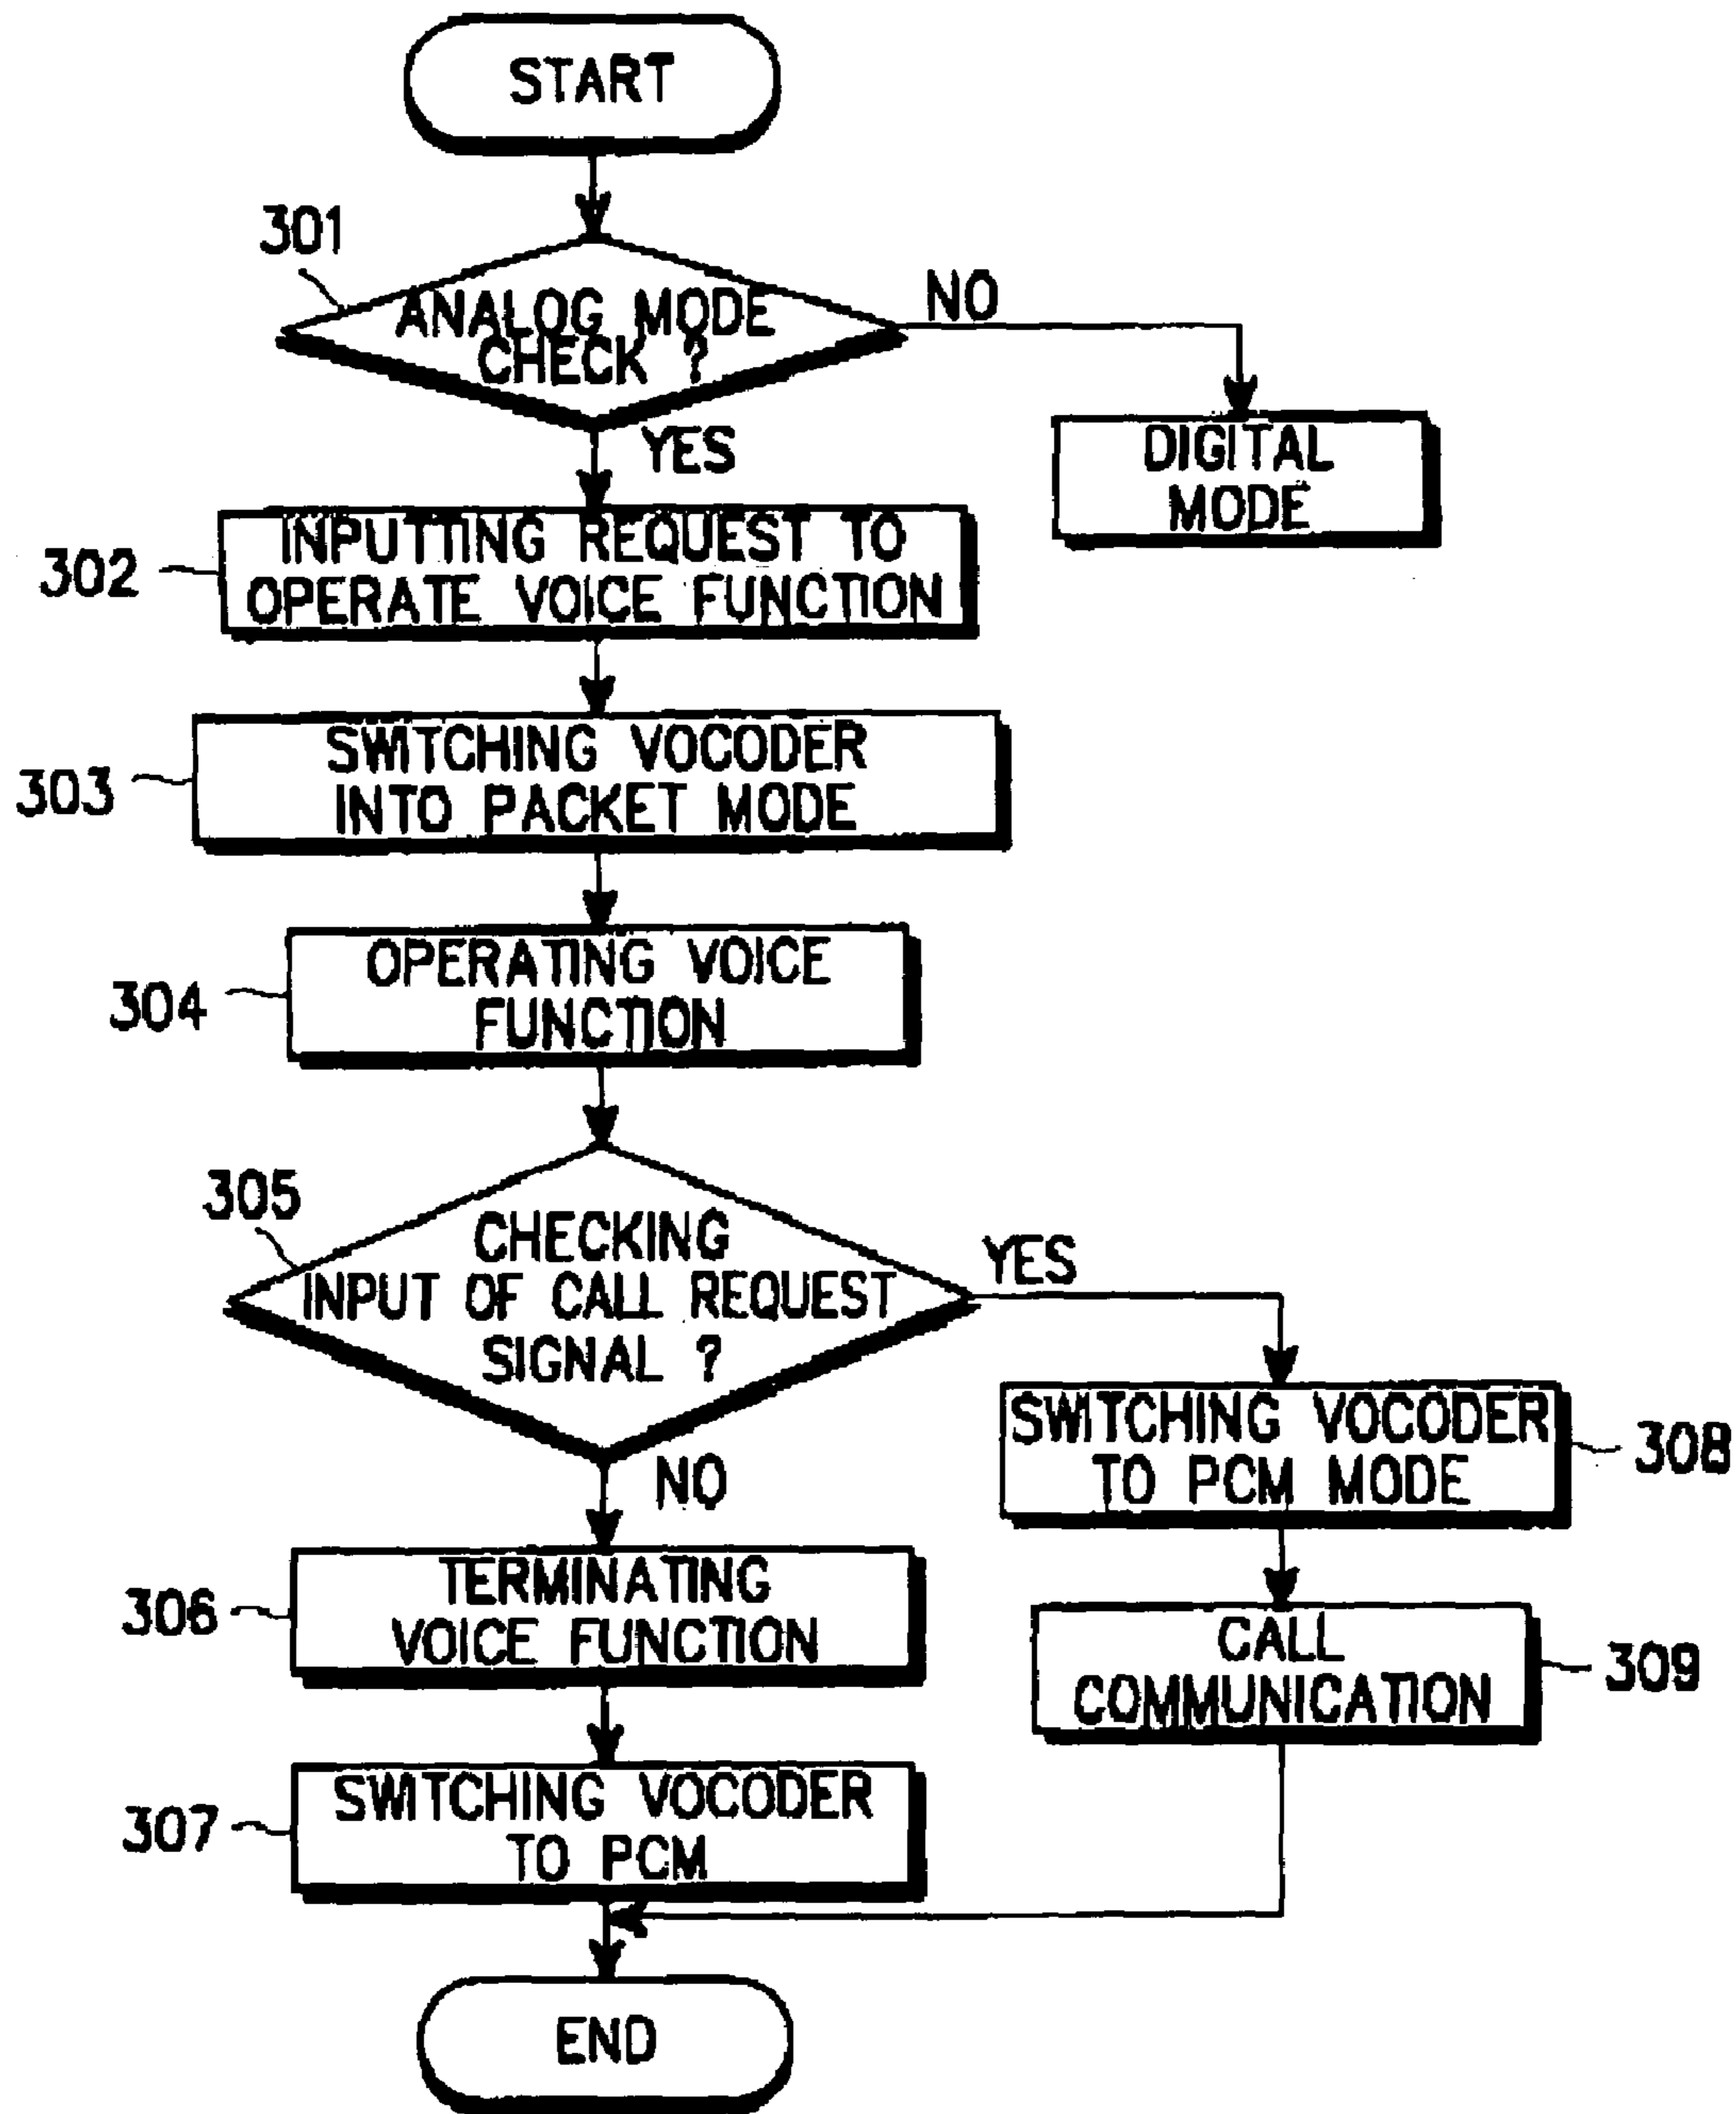 START
301
ANALOG MODE
CHECK ?
NO
YES
DIGITAL
MODE
302
INPUTTING REQUEST TO
OPERATE VOICE FUNCTION
303
SWITCHING VOCODER
INTO PACKET MODE
304
OPERATING VOICE
FUNCTION
305
CHECKING
INPUT OF CALL REQUEST
SIGNAL ?
YES
NO
SWITCHING VOCODER
TO PCM MODE
308
306
TERMINATING
VOICE FUNCTION
CALL
COMMUNICATION
309
307
SWITCHING VOCODER
TO PCM
END